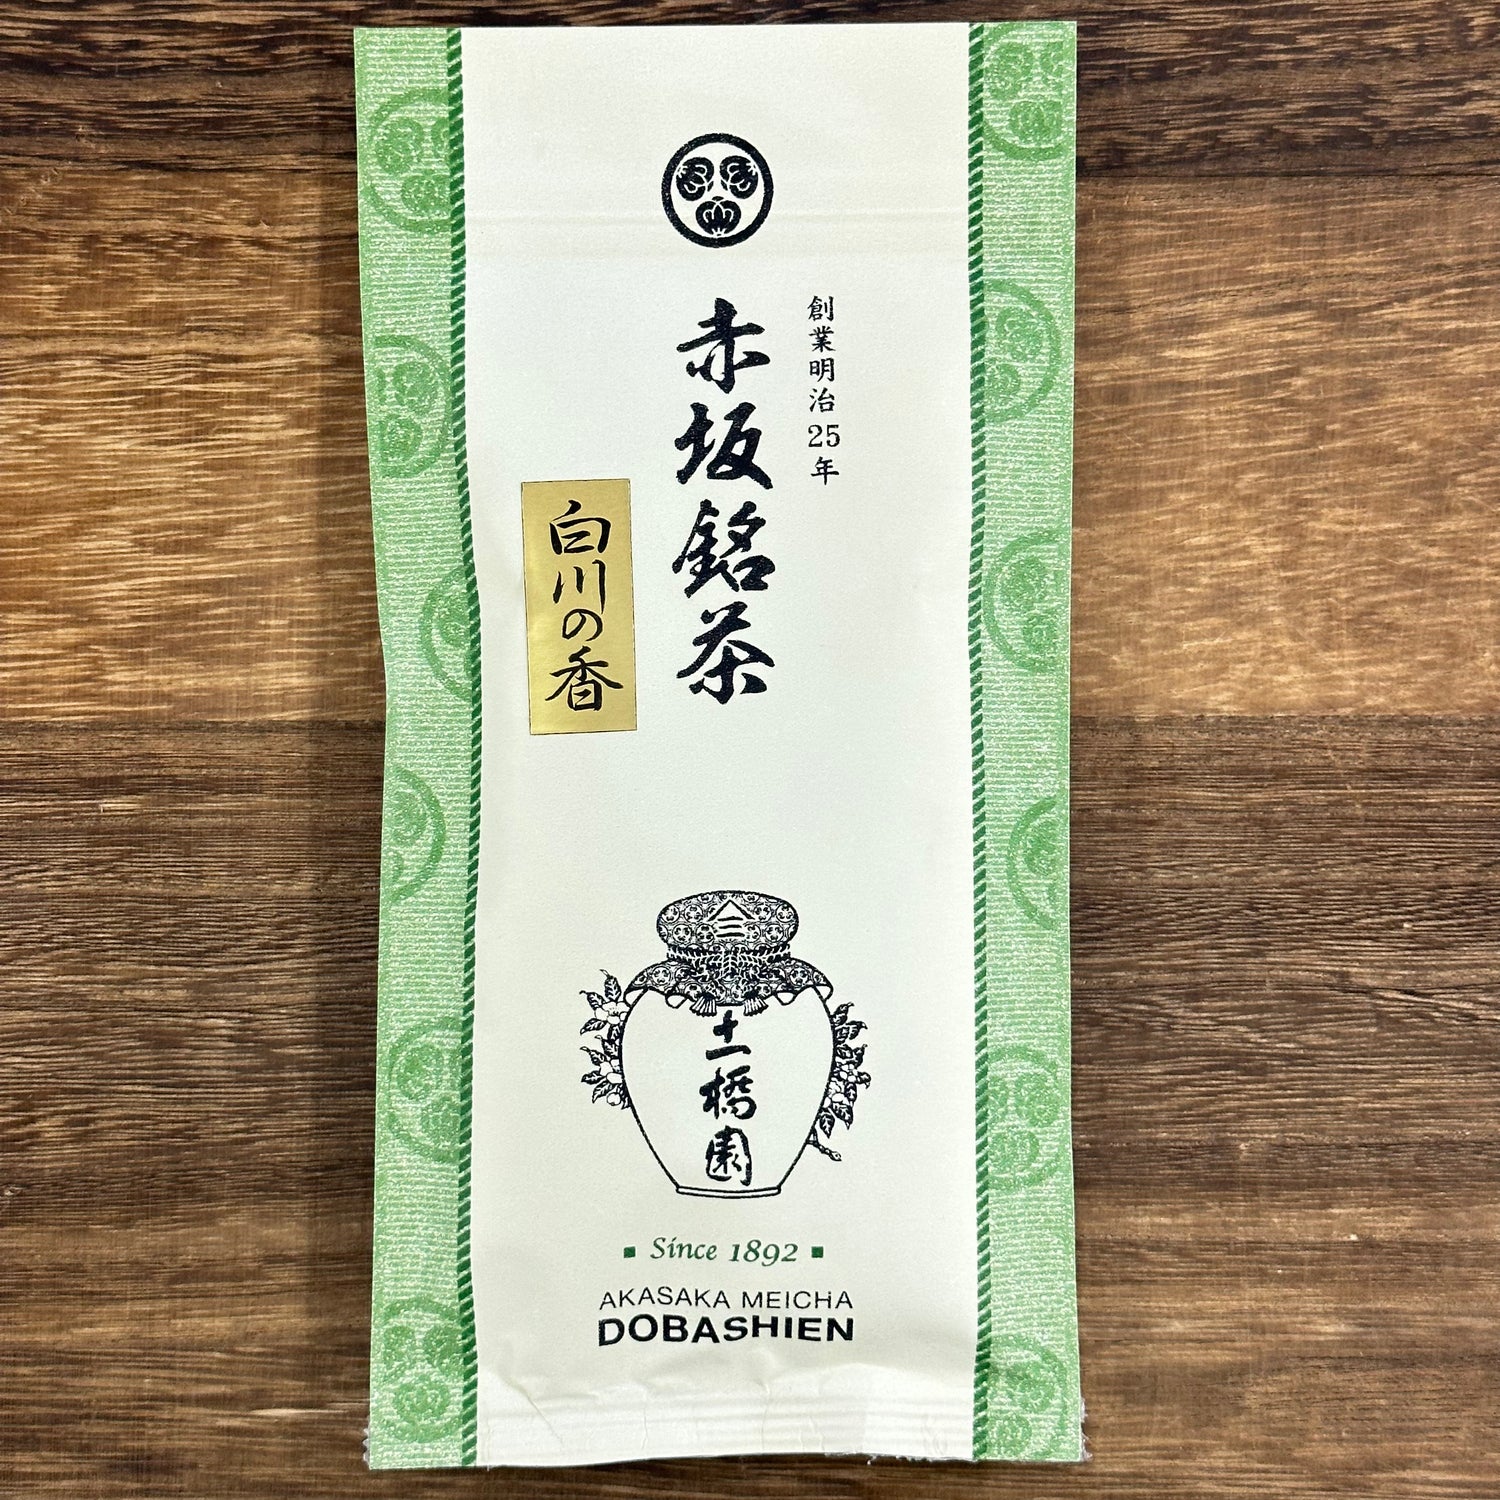 創業明治25年
赤坂銘茶
白川の香
土橋園
Since 1892
AKASAKA MEICHA
DOBASHIEN